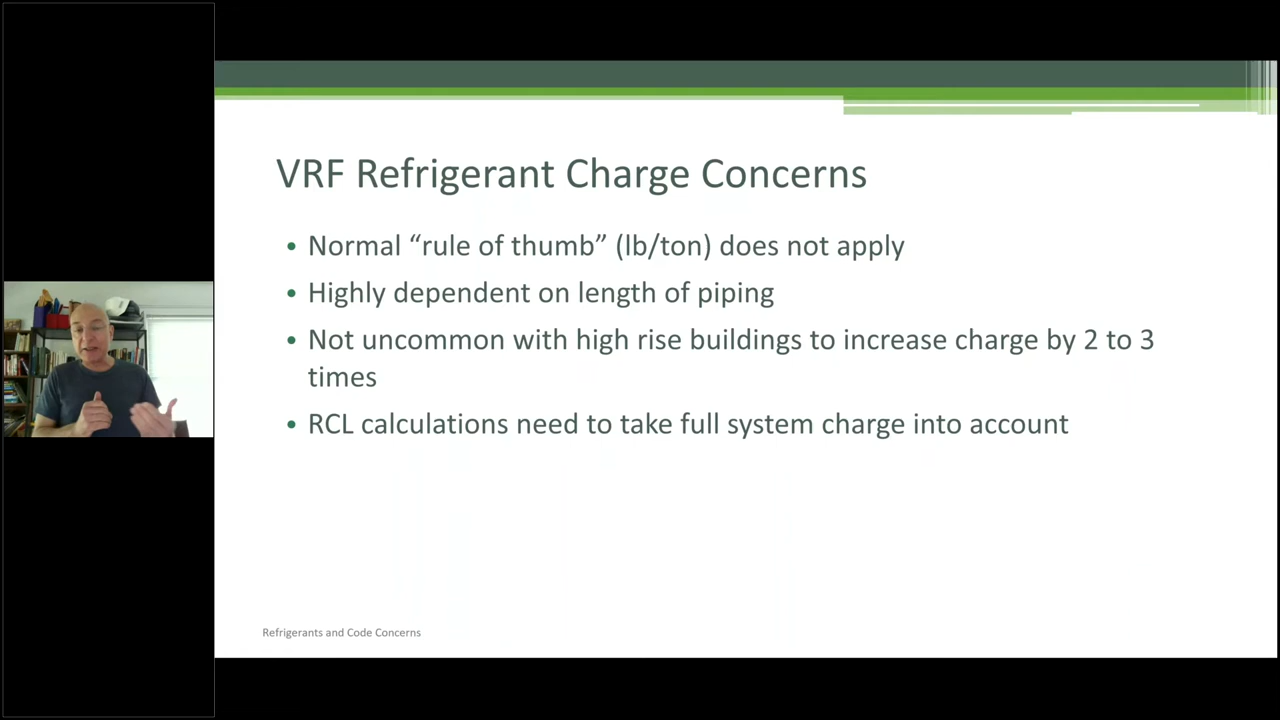 VRF Refrigerant Charge Concerns
• Normal “rule of thumb” (lb/ton) does not apply
• Highly dependent on length of piping
• Not uncommon with high rise buildings to increase charge by 2 to 3
times
• RCL calculations need to take full system charge into account
Refrigerants and Code Concerns